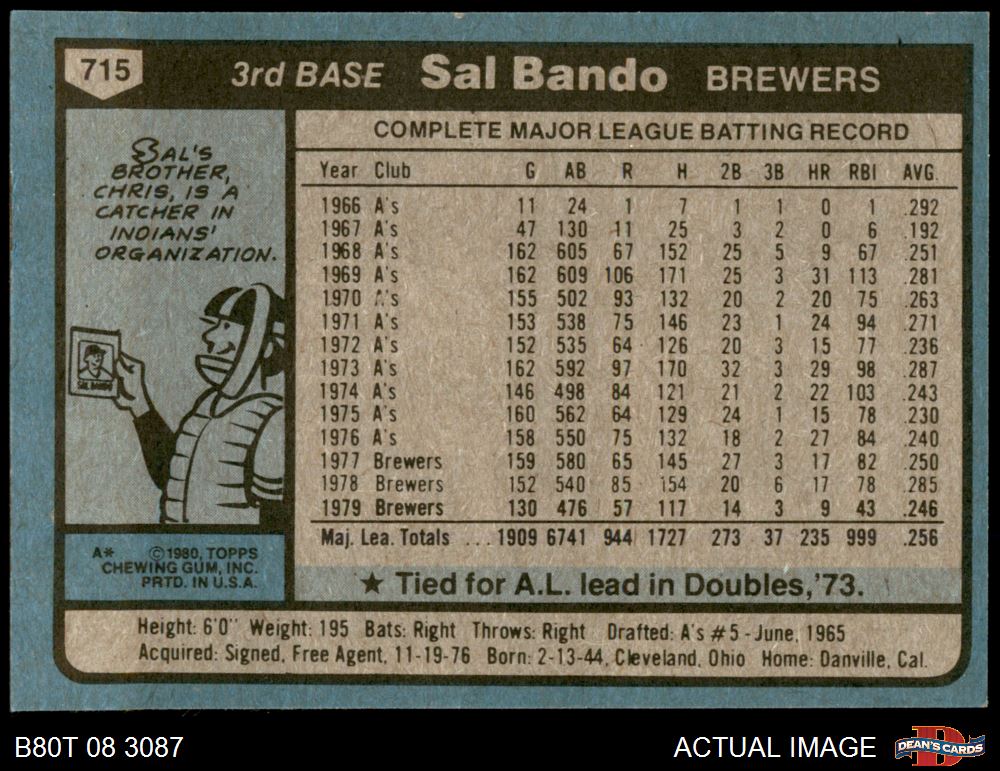 715 3rd BASE Sal Bando BREWERS
SAL'S
BROTHER,
CHRIS, IS A
CATCHER IN
INDIANS'
ORGANIZATION.
SAL BANDO
A* ©1980, TOPPS
CHEWING GUM, INC.
PRTD. IN U.S.A.
COMPLETE MAJOR LEAGUE BATTING RECORD
Year Club G AB R H 2B 3B HR RBI AVG.
1966 A's 11 24 1 7 1 1 0 1 .292
1967 A's 47 130 11 25 3 2 0 6 .192
1968 A's 162 605 67 152 25 5 9 67 .251
1969 A's 162 609 106 171 25 3 31 113 .281
1970 A's 155 502 93 132 20 2 20 75 .263
1971 A's 153 538 75 146 23 1 24 94 .271
1972 A's 152 535 64 126 20 3 15 77 .236
1973 A's 162 592 97 170 32 3 29 98 .287
1974 A's 146 498 84 121 21 2 22 103 .243
1975 A's 160 562 64 129 24 1 15 78 .230
1976 A's 158 550 75 132 18 2 27 84 .240
1977 Brewers 159 580 65 145 27 3 17 82 .250
1978 Brewers 152 540 85 154 20 6 17 78 .285
1979 Brewers 130 476 57 117 14 3 9 43 .246
Maj. Lea. Totals ... 1909 6741 944 1727 273 37 235 999 .256
★ Tied for A.L. lead in Doubles, '73.
Height: 6'0" Weight: 195 Bats: Right Throws: Right Drafted: A's #5 - June, 1965
Acquired: Signed, Free Agent, 11-19-76 Born: 2-13-44, Cleveland, Ohio Home: Danville, Cal.
B80T 08 3087 ACTUAL IMAGE D DEAN'S CARDS